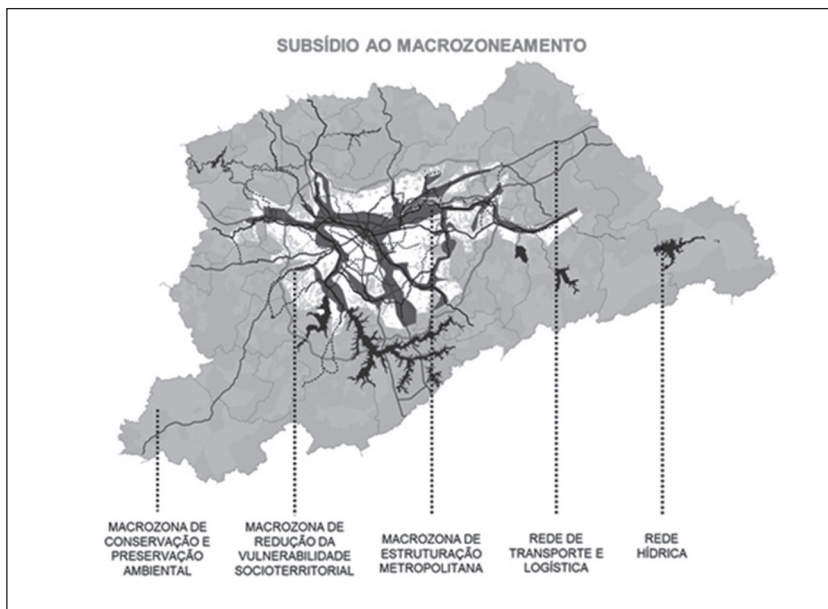 SUBSÍDIO AO MACROZONEAMENTO
MACROZONA DE
CONSERVAÇÃO E
PRESERVAÇÃO
AMBIENTAL
MACROZONA DE
REDUÇÃO DA
VULNERABILIDADE
SOCIOTERRITORIAL
MACROZONA DE
ESTRUTURAÇÃO
METROPOLITANA
REDE DE
TRANSPORTE E
LOGÍSTICA
REDE
HÍDRICA